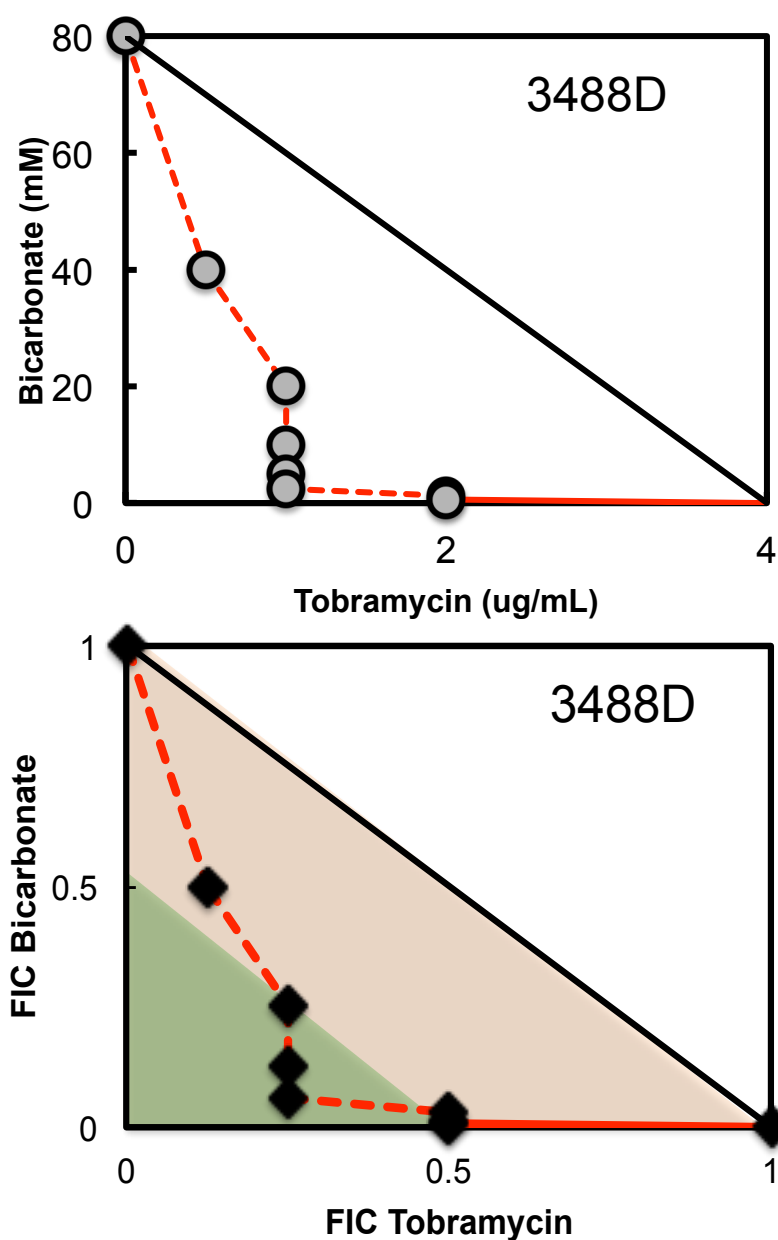 80
3488D
60
Bicarbonate (mM)
40
20
0
0 2 4
Tobramycin (ug/mL)
1
3488D
FIC Bicarbonate
0.5
0
0 0.5 1
FIC Tobramycin